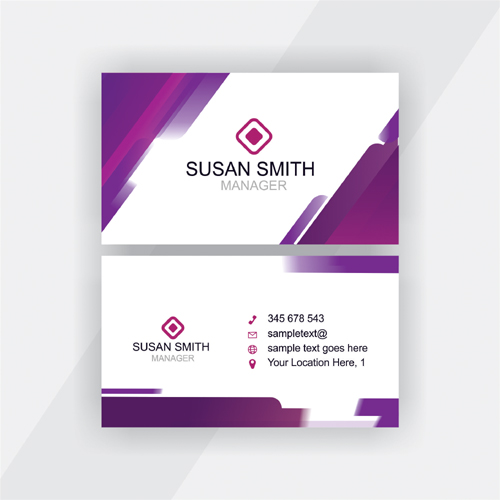 SUSAN SMITH
MANAGER
SUSAN SMITH
MANAGER
345 678 543
sampletext@
sample text goes here
Your Location Here, 1